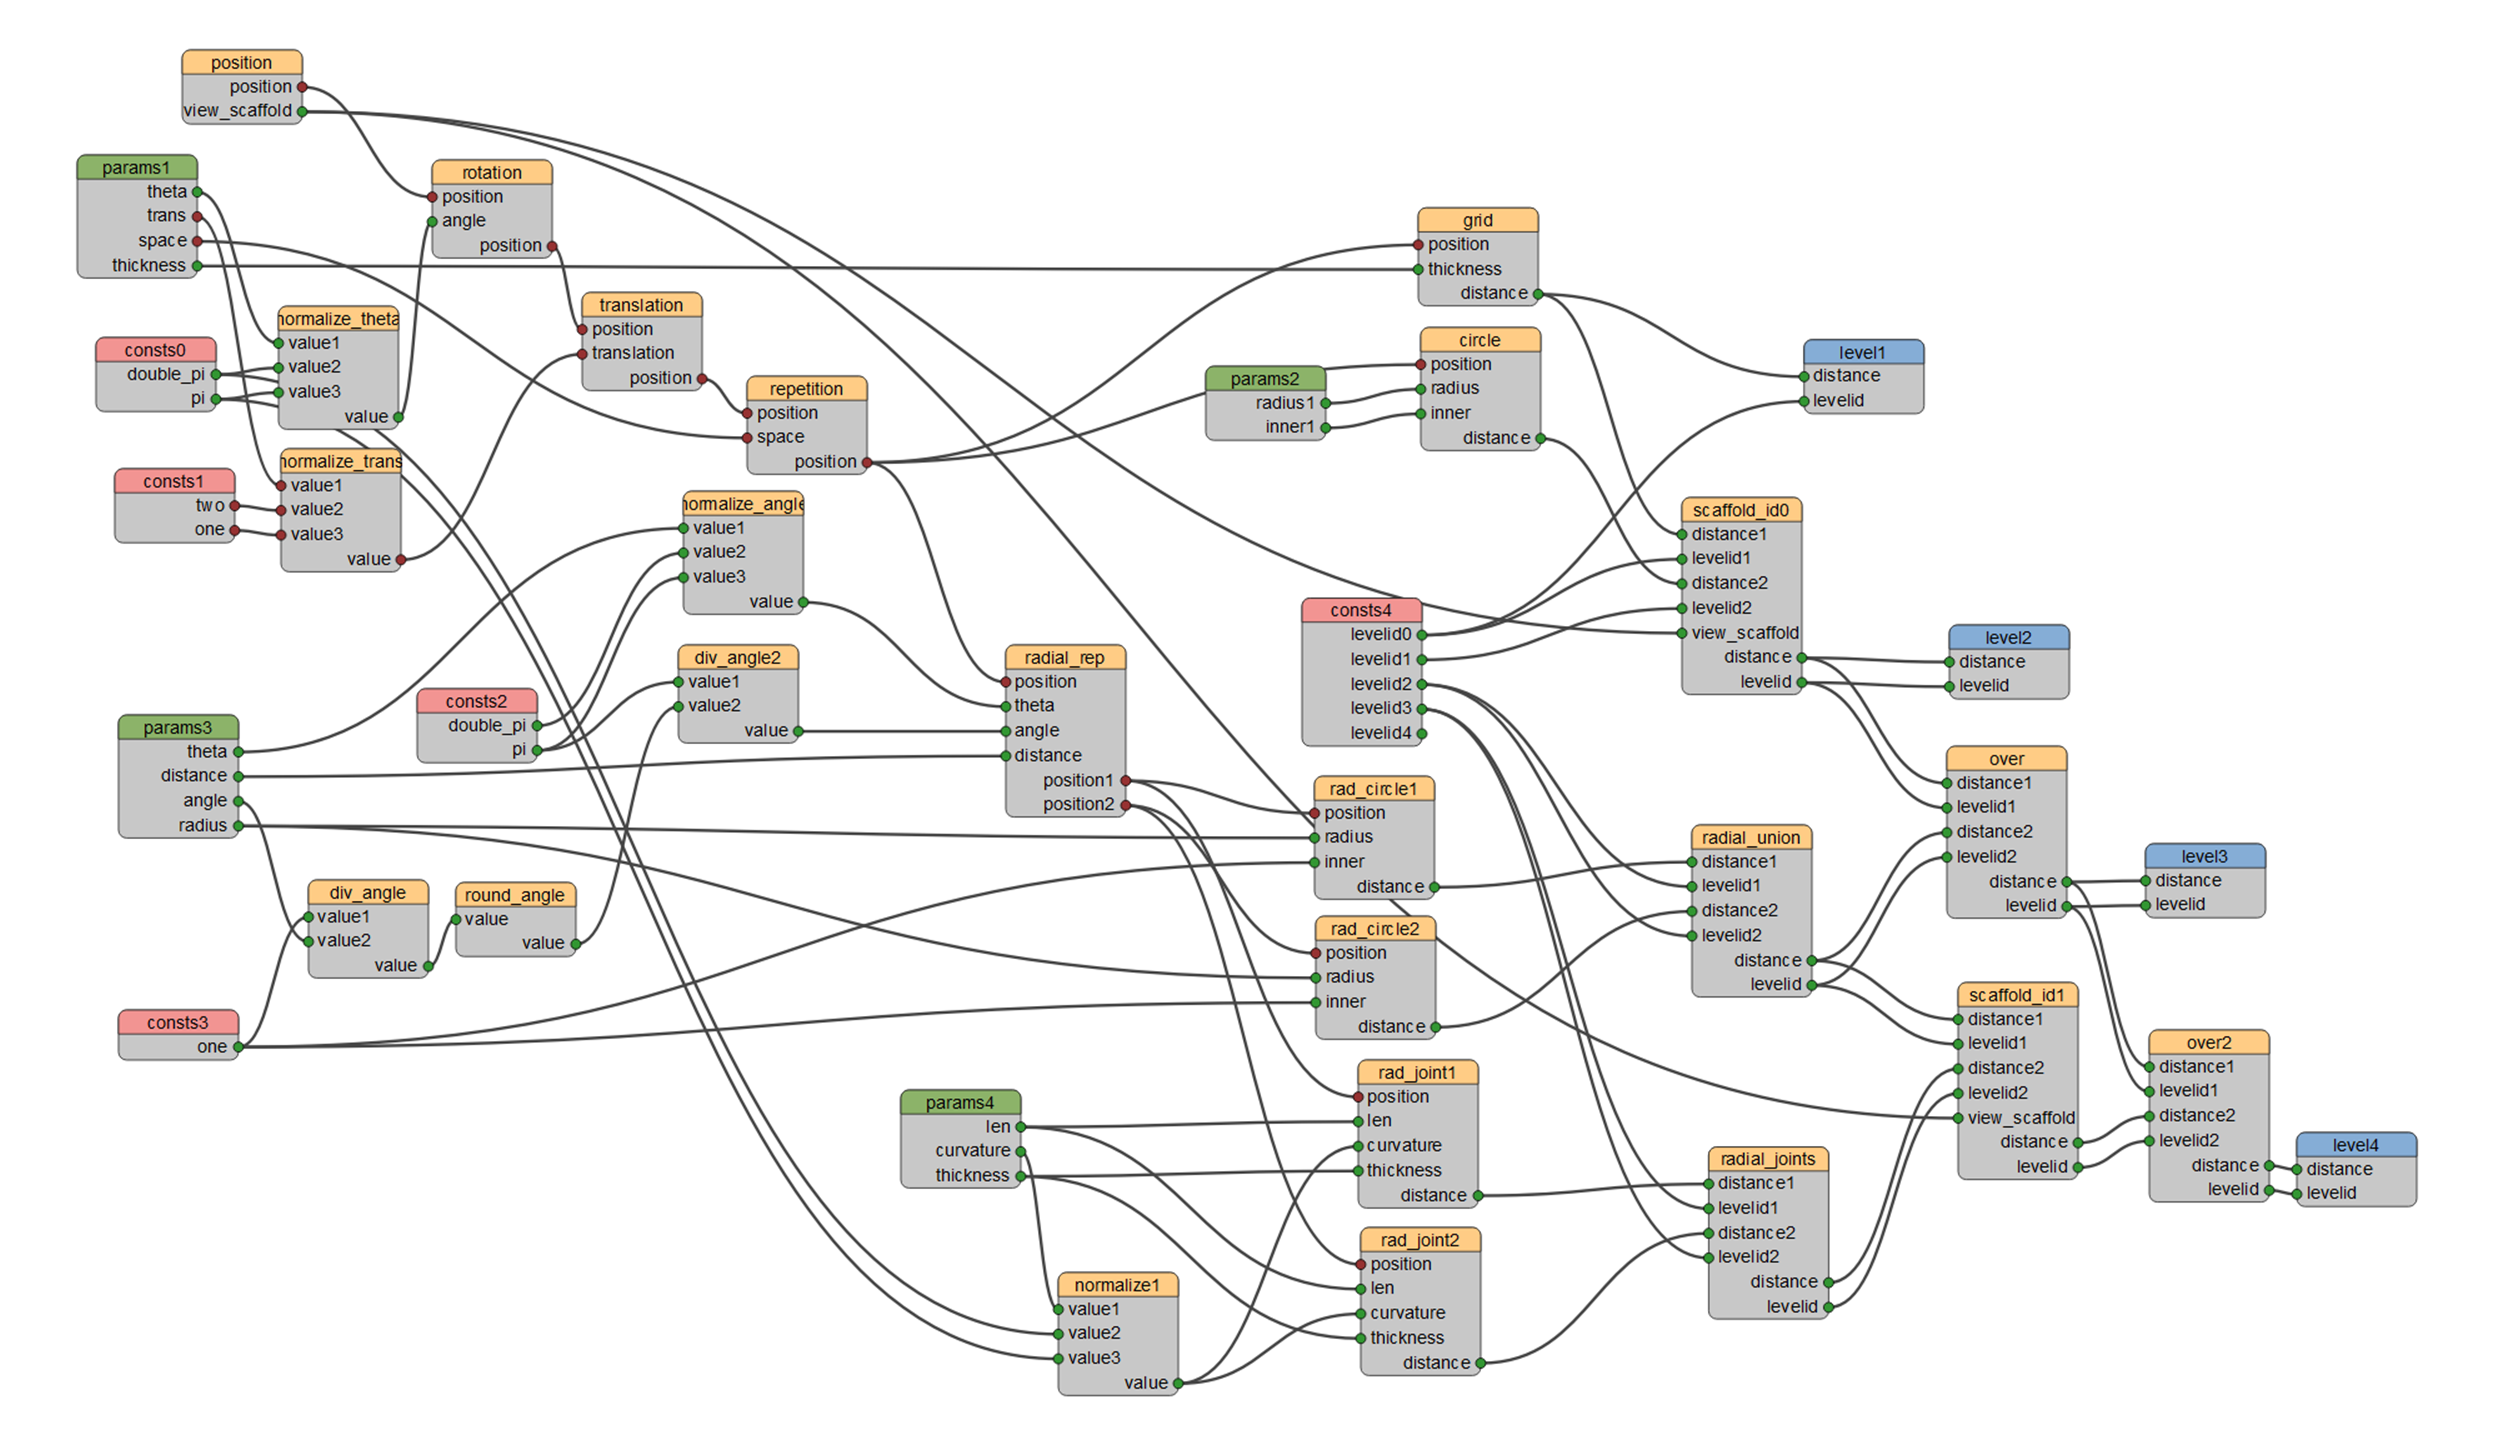 position
position
view_scaffold
params1
theta
trans
space
thickness
rotation
position
angle
position
consts0
double_pi
pi
normalize_theta
value1
value2
value3
value
translation
position
translation
position
repetition
position
space
position
consts1
two
one
normalize_trans
value1
value2
value3
value
grid
position
thickness
distance
params2
radius1
inner1
circle
position
radius
inner
distance
level1
distance
levelid
normalize_angle
value1
value2
value3
value
consts4
levelid0
levelid1
levelid2
levelid3
levelid4
scaffold_id0
distance1
levelid1
distance2
levelid2
view_scaffold
distance
levelid
level2
distance
levelid
params3
theta
distance
angle
radius
consts2
double_pi
pi
div_angle2
value1
value2
value
radial_rep
position
theta
angle
distance
position1
position2
rad_circle1
position
radius
inner
distance
radial_union
distance1
levelid1
distance2
levelid2
distance
levelid
over
distance1
levelid1
distance2
levelid2
distance
levelid
level3
distance
levelid
div_angle
value1
value2
value
round_angle
value
value
rad_circle2
position
radius
inner
distance
consts3
one
scaffold_id1
distance1
levelid1
distance2
levelid2
view_scaffold
distance
levelid
over2
distance1
levelid1
distance2
levelid2
distance
levelid
level4
distance
levelid
params4
len
curvature
thickness
rad_joint1
position
len
curvature
thickness
distance
radial_joints
distance1
levelid1
distance2
levelid2
distance
levelid
normalize1
value1
value2
value3
value
rad_joint2
position
len
curvature
thickness
distance